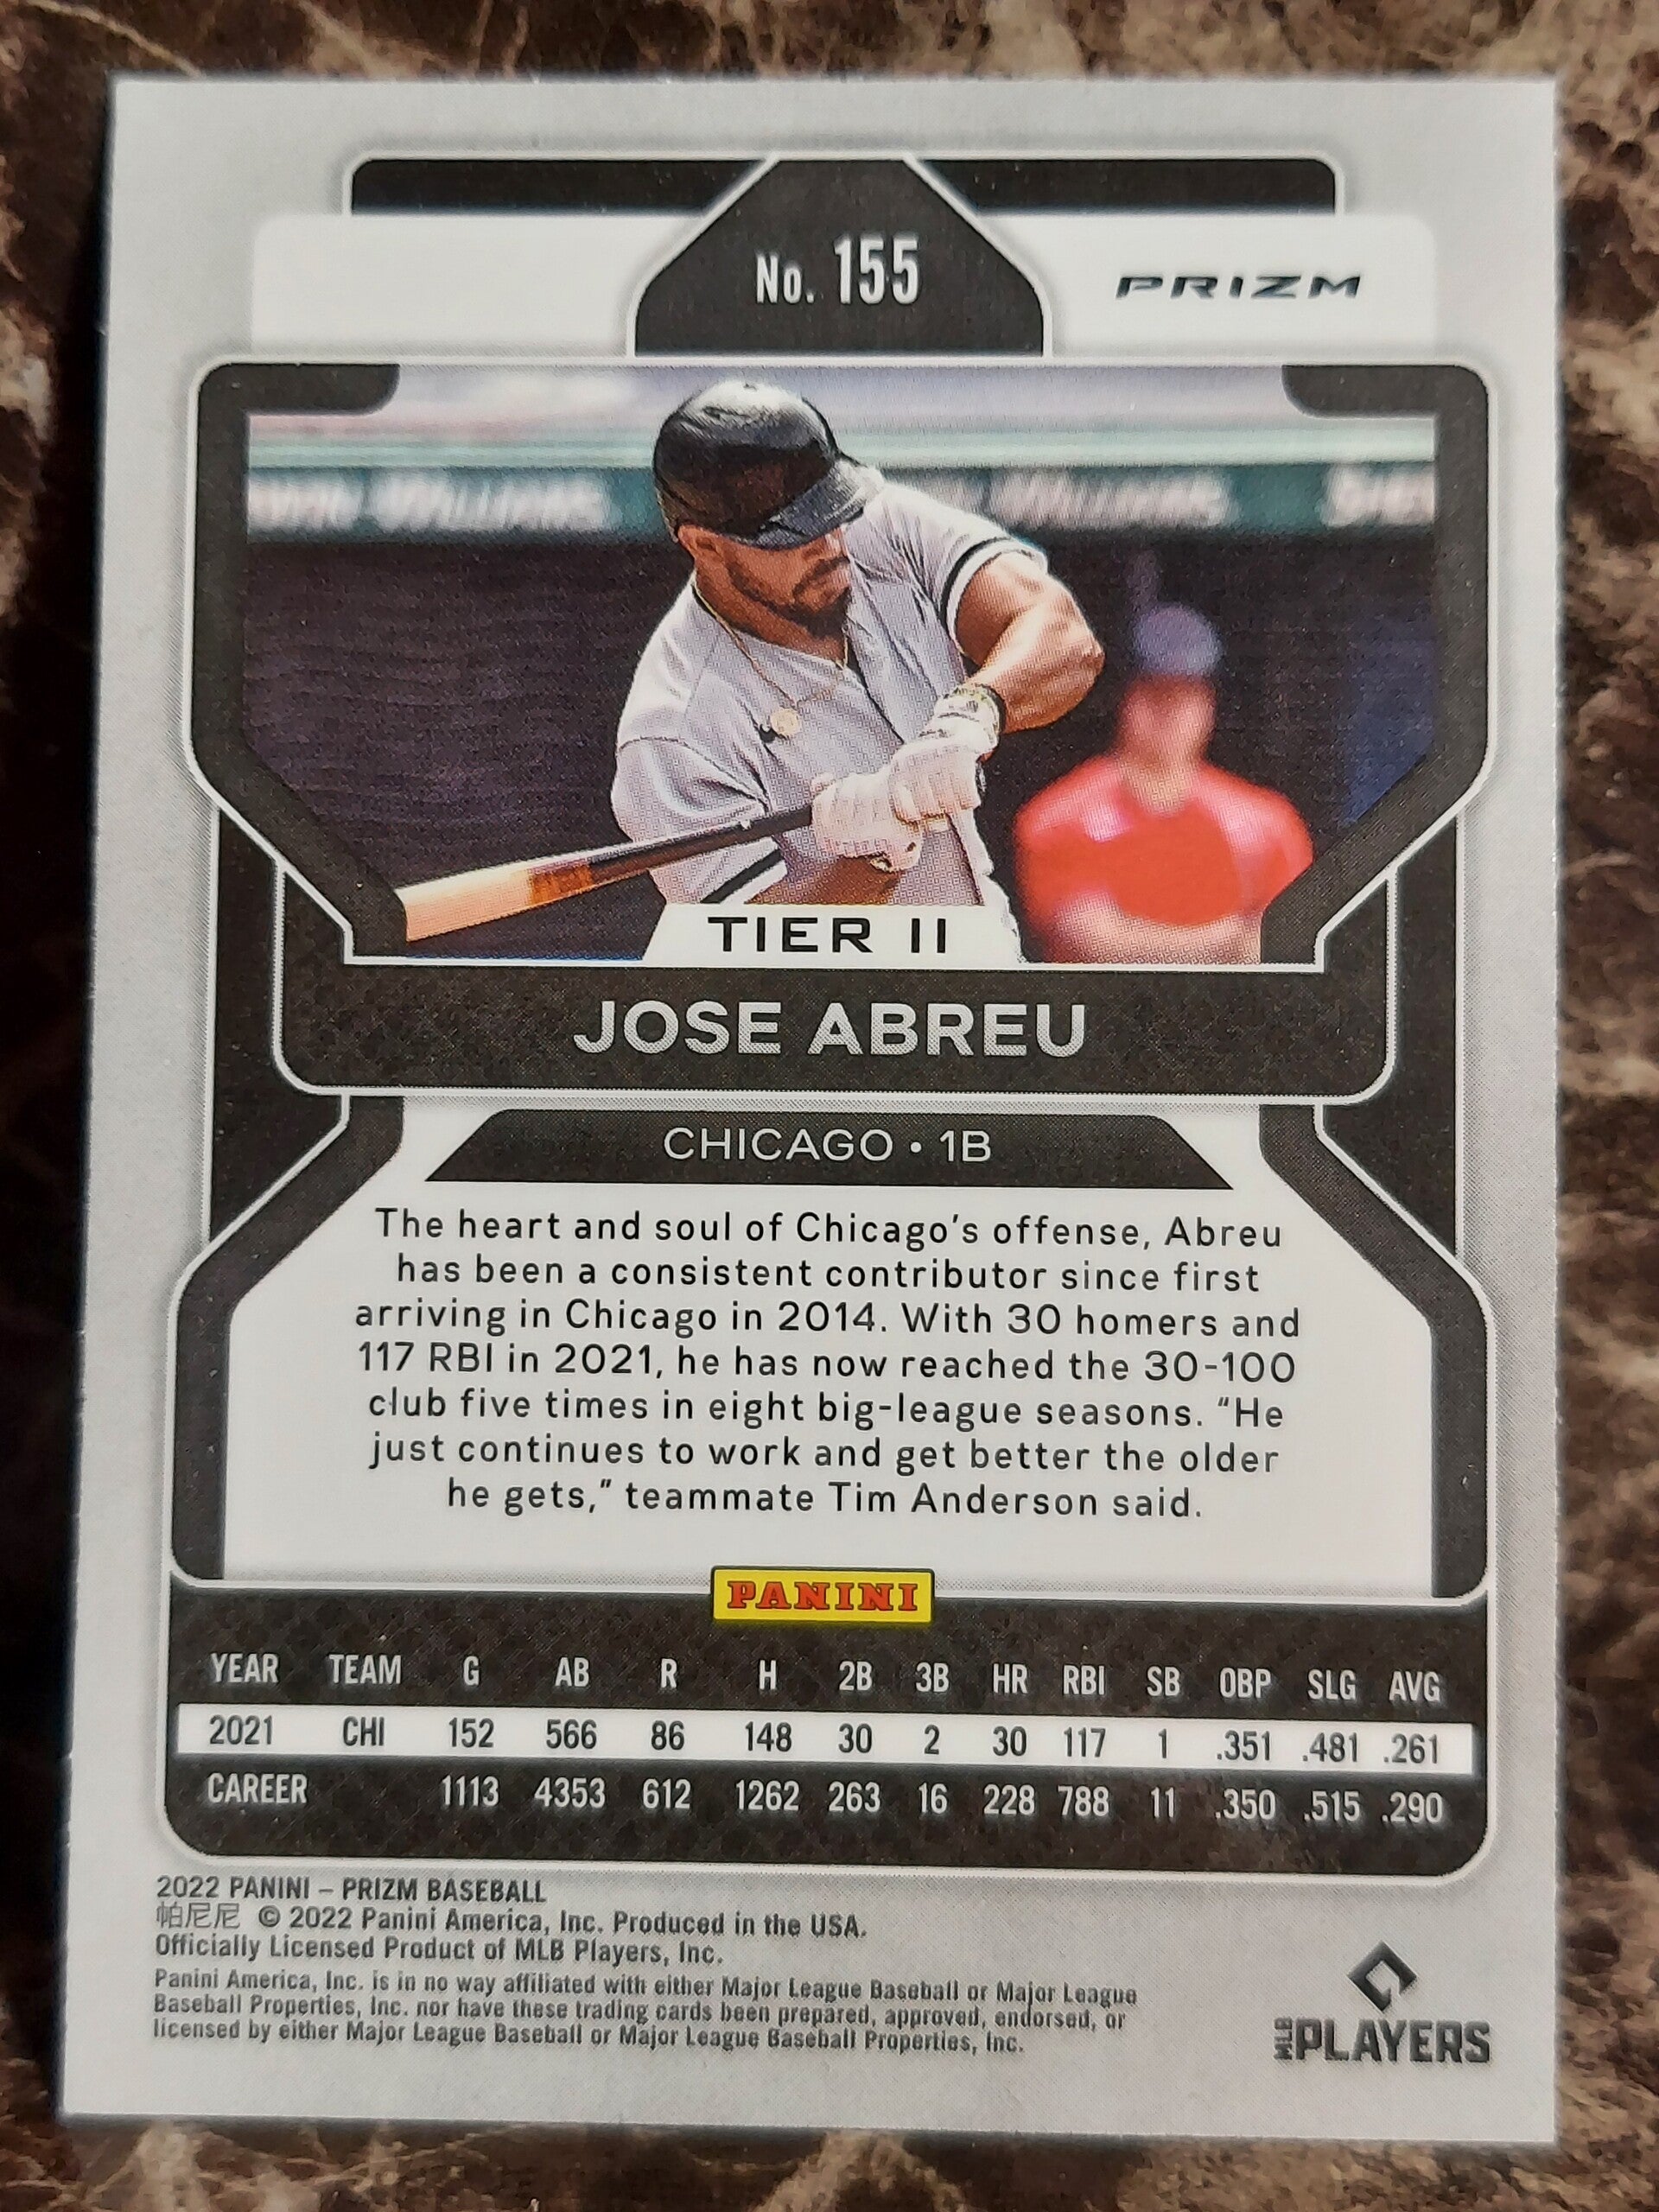 No. 155
PRIZM
TIER II
JOSE ABREU
CHICAGO • 1B
The heart and soul of Chicago's offense, Abreu
has been a consistent contributor since first
arriving in Chicago in 2014. With 30 homers and
117 RBI in 2021, he has now reached the 30-100
club five times in eight big-league seasons. “He
just continues to work and get better the older
he gets,” teammate Tim Anderson said.
PANINI
YEAR TEAM G AB R H 2B 3B HR RBI SB OBP SLG AVG
2021 CHI 152 566 86 148 30 2 30 117 1 .351 .481 .261
CAREER 1113 4353 612 1262 263 16 228 788 11 .350 .515 .290
2022 PANINI – PRIZM BASEBALL
帕尼尼 © 2022 Panini America, Inc. Produced in the USA.
Officially Licensed Product of MLB Players, Inc.
Panini America, Inc. is in no way affiliated with either Major League Baseball or Major League
Baseball Properties, Inc. nor have these trading cards been prepared, approved, endorsed, or
licensed by either Major League Baseball or Major League Baseball Properties, Inc.
MLB PLAYERS